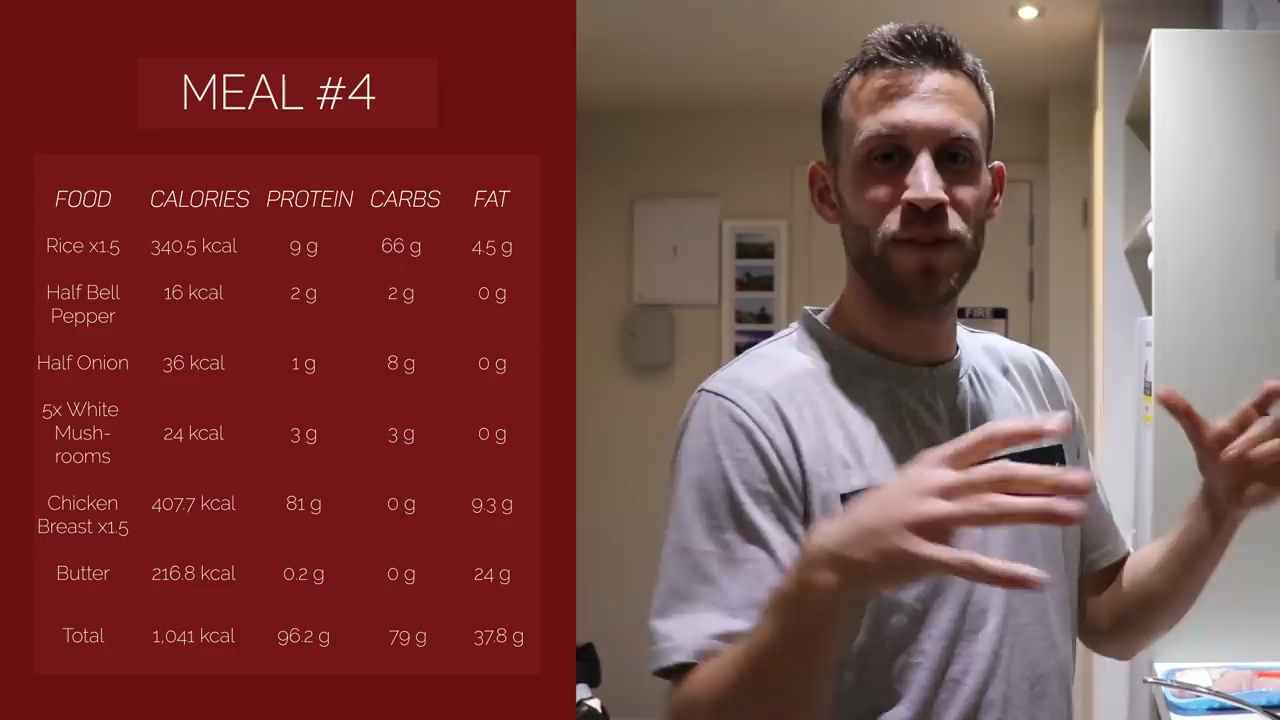 MEAL #4
FOOD CALORIES PROTEIN CARBS FAT
Rice x1.5 340.5 kcal 9 g 66 g 4.5 g
Half Bell Pepper 16 kcal 2 g 2 g 0 g
Half Onion 36 kcal 1 g 8 g 0 g
5x White Mush-rooms 24 kcal 3 g 3 g 0 g
Chicken Breast x1.5 407.7 kcal 81 g 0 g 9.3 g
Butter 216.8 kcal 0.2 g 0 g 24 g
Total 1,041 kcal 96.2 g 79 g 37.8 g
FIRE